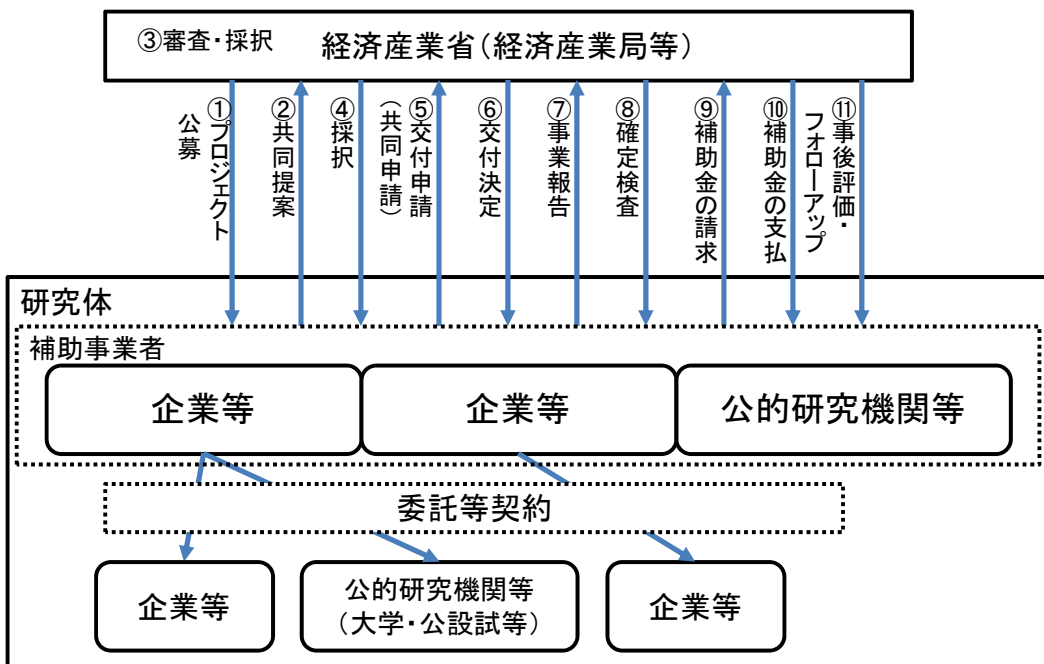 ③審査・採択
経済産業省(経済産業局等)
①プロジェクト
公募
②共同提案
④採択
⑤交付申請
(共同申請)
⑥交付決定
⑦事業報告
⑧確定検査
⑨補助金の請求
⑩補助金の支払
⑪事後評価・
フォローアップ
研究体
補助事業者
企業等
企業等
公的研究機関等
委託等契約
企業等
公的研究機関等
(大学・公設試等)
企業等